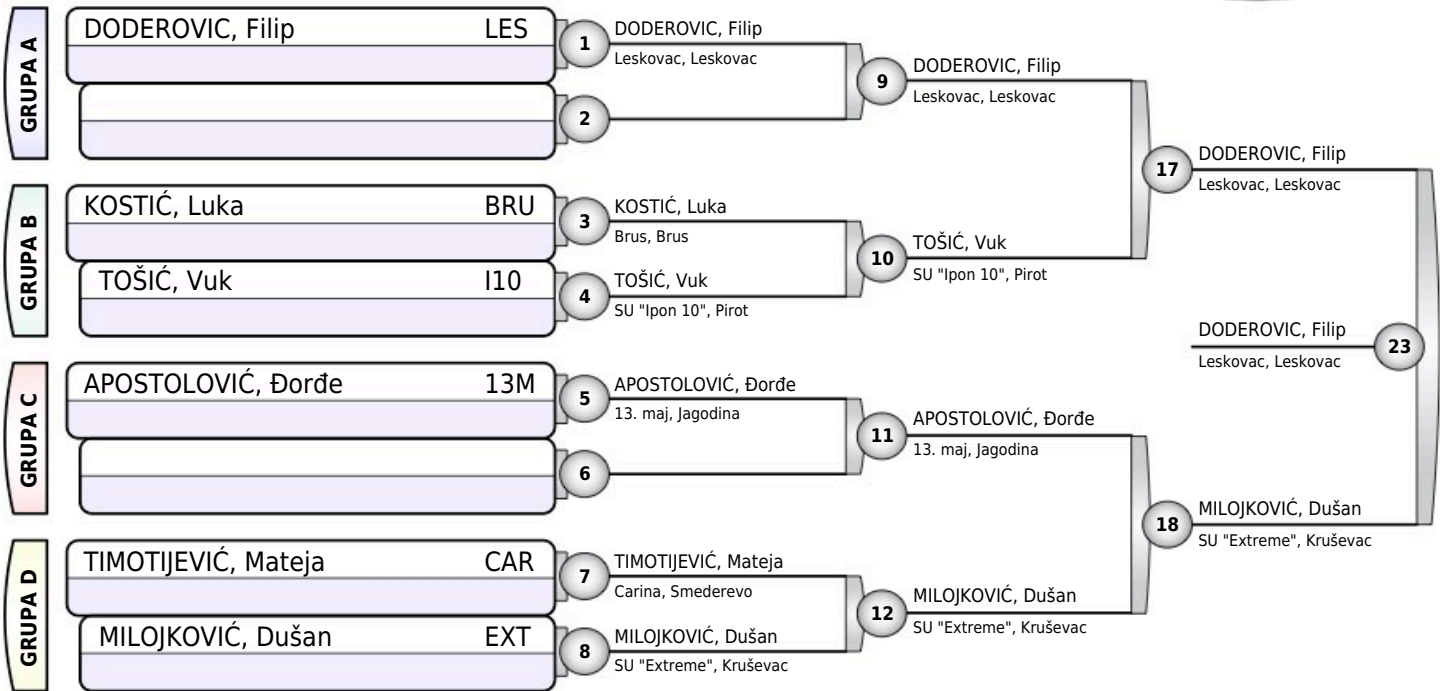 GRUPA A
DODEROVIC, Filip LES
1
DODEROVIC, Filip
Leskovac, Leskovac
2
9
DODEROVIC, Filip
Leskovac, Leskovac
GRUPA B
KOSTIĆ, Luka BRU
TOŠIĆ, Vuk I10
3
KOSTIĆ, Luka
Brus, Brus
4
TOŠIĆ, Vuk
SU "Ipon 10", Pirot
10
TOŠIĆ, Vuk
SU "Ipon 10", Pirot
17
DODEROVIC, Filip
Leskovac, Leskovac
GRUPA C
APOSTOLOVIĆ, Đorđe 13M
5
APOSTOLOVIĆ, Đorđe
13. maj, Jagodina
6
11
APOSTOLOVIĆ, Đorđe
13. maj, Jagodina
GRUPA D
TIMOTIJEVIĆ, Mateja CAR
MILOJKOVIĆ, Dušan EXT
7
TIMOTIJEVIĆ, Mateja
Carina, Smederevo
8
MILOJKOVIĆ, Dušan
SU "Extreme", Kruševac
12
MILOJKOVIĆ, Dušan
SU "Extreme", Kruševac
18
MILOJKOVIĆ, Dušan
SU "Extreme", Kruševac
DODEROVIC, Filip
Leskovac, Leskovac
23